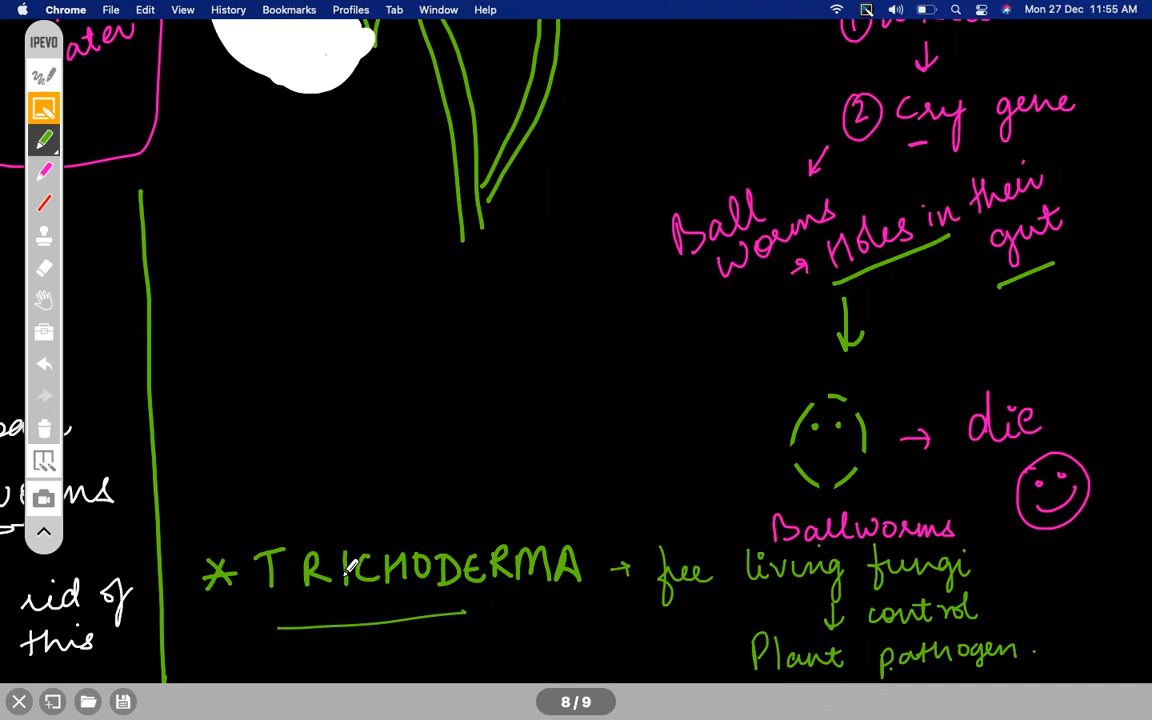 Chrome File Edit View History Bookmarks Profiles Tab Window Help
Mon 27 Dec 11:55 AM
IPEVO
ater
② Cry gene
Ball worms → Holes in their gut
→ die
Ballworms
worms
rid of
this
* TRICHODERMA → free living fungi
↓ control
Plant pathogen.
8/9